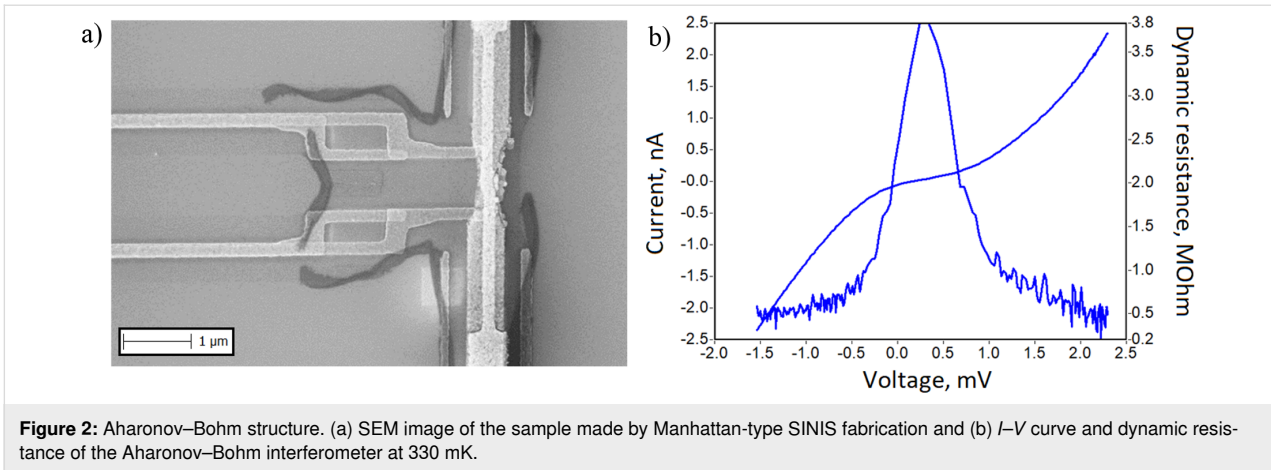 a)
1 μm
b)
2.5
2.0
1.5
1.0
0.5
-0.0
-0.5
-1.0
-1.5
-2.0
-2.5
Current, nA
-2.0 -1.5 -1.0 -0.5 0.0 0.5 1.0 1.5 2.0 2.5
Voltage, mV
-3.8
-3.5
-3.0
-2.5
-2.0
-1.5
-1.0
-0.5
-0.2
Dynamic resistance, MOhm
Figure 2: Aharonov–Bohm structure. (a) SEM image of the sample made by Manhattan-type SINIS fabrication and (b) I–V curve and dynamic resis-
tance of the Aharonov–Bohm interferometer at 330 mK.